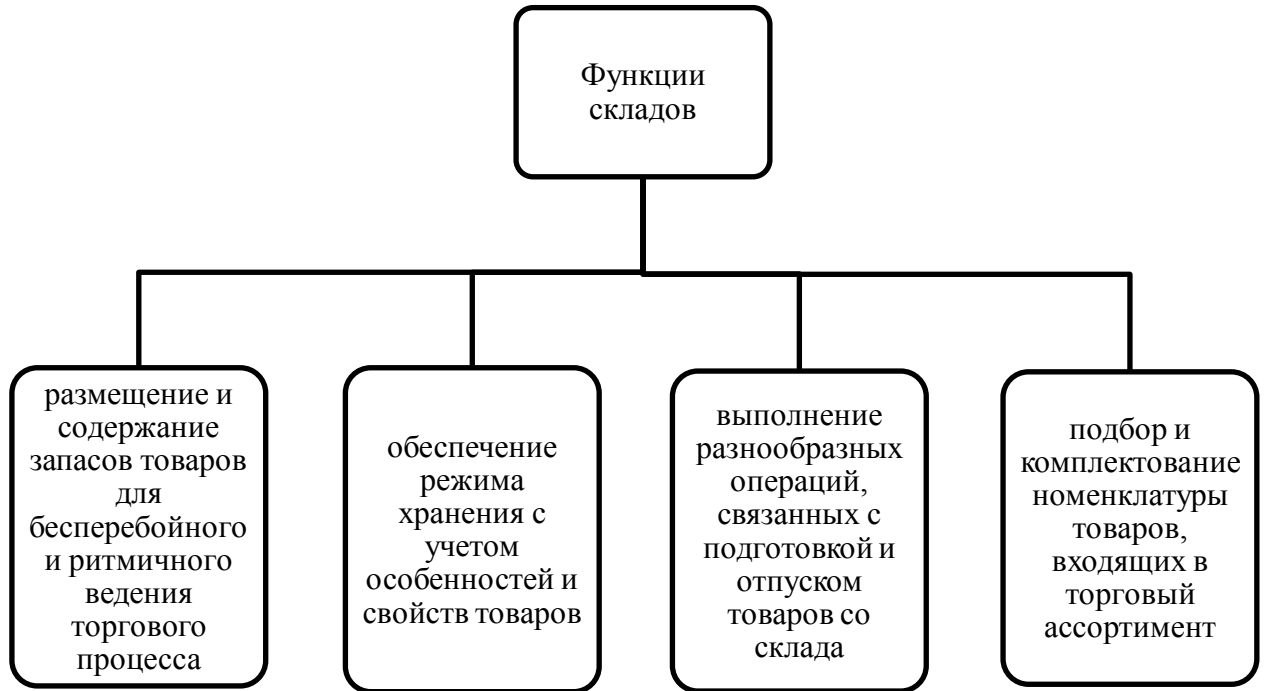 Функции
складов
размещение и
содержание
запасов товаров
для
бесперебойного
и ритмичного
ведения
торгового
процесса
обеспечение
режима
хранения с
учетом
особенностей и
свойств товаров
выполнение
разнообразных
операций,
связанных с
подготовкой и
отпуском
товаров со
склада
подбор и
комплектование
номенклатуры
товаров,
входящих в
торговый
ассортимент